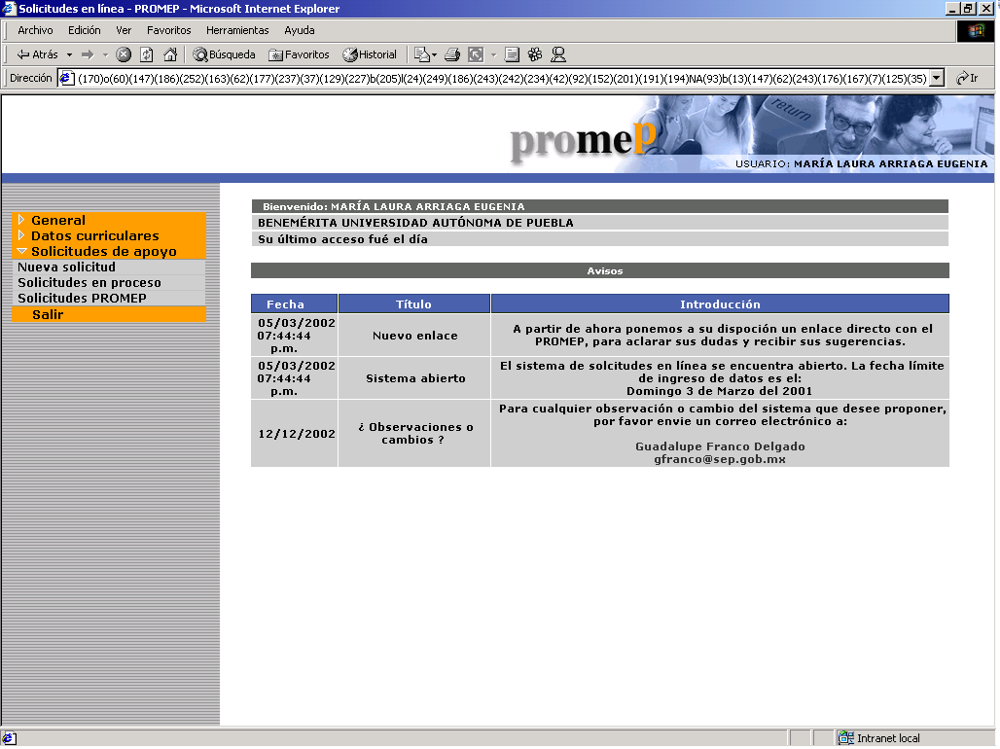 Solicitudes en línea - PROMEP - Microsoft Internet Explorer
Archivo Edición Ver Favoritos Herramientas Ayuda
Atrás Búsqueda Favoritos Historial
Dirección (170)o(60)(147)(186)(252)(163)(62)(177)(237)(37)(129)(227)b(205)l(24)(249)(186)(243)(242)(234)(42)(92)(152)(201)(191)(194)NA(93)b(13)(147)(62)(243)(176)(167)(7)(125)(35) Ir
return
promep
USUARIO: MARÍA LAURA ARRIAGA EUGENIA
General
Datos curriculares
Solicitudes de apoyo
Nueva solicitud
Solicitudes en proceso
Solicitudes PROMEP
Salir
Bienvenido: MARÍA LAURA ARRIAGA EUGENIA
BENEMÉRITA UNIVERSIDAD AUTÓNOMA DE PUEBLA
Su último acceso fué el día
Avisos
Fecha Título Introducción
05/03/2002
07:44:44
p.m.
Nuevo enlace
A partir de ahora ponemos a su dispoción un enlace directo con el
PROMEP, para aclarar sus dudas y recibir sus sugerencias.
05/03/2002
07:44:44
p.m.
Sistema abierto
El sistema de solcitudes en línea se encuentra abierto. La fecha límite
de ingreso de datos es el:
Domingo 3 de Marzo del 2001
12/12/2002
¿ Observaciones o
cambios ?
Para cualquier observación o cambio del sistema que desee proponer,
por favor envie un correo electrónico a:
Guadalupe Franco Delgado
gfranco@sep.gob.mx
Intranet local